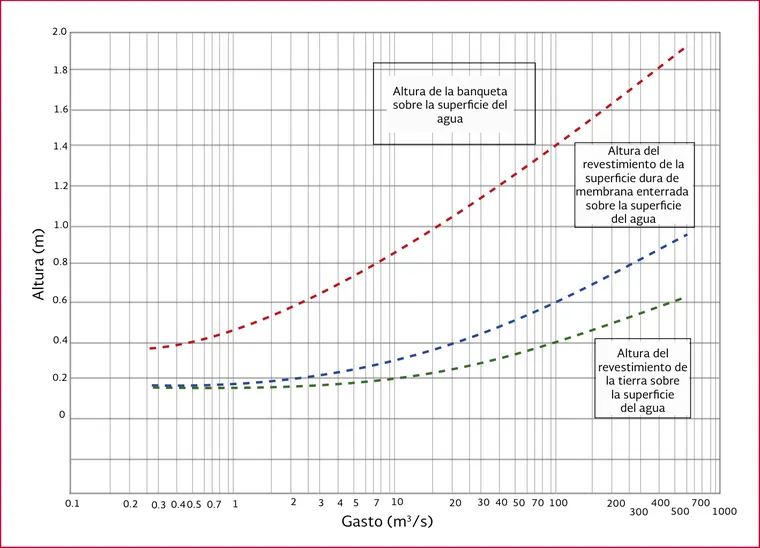 2.0
1.8
1.6
1.4
1.2
1.0
0.8
0.6
0.4
0.2
0
Altura (m)
Altura de la banqueta
sobre la superficie del
agua
Altura del
revestimiento de la
superficie dura de
membrana enterrada
sobre la superficie
del agua
Altura del
revestimiento de
la tierra sobre
la superficie
del agua
0.1 0.2 0.3 0.4 0.5 0.7 1 2 3 4 5 7 10 20 30 40 50 70 100 200 300 400 500 700 1000
Gasto (m³/s)